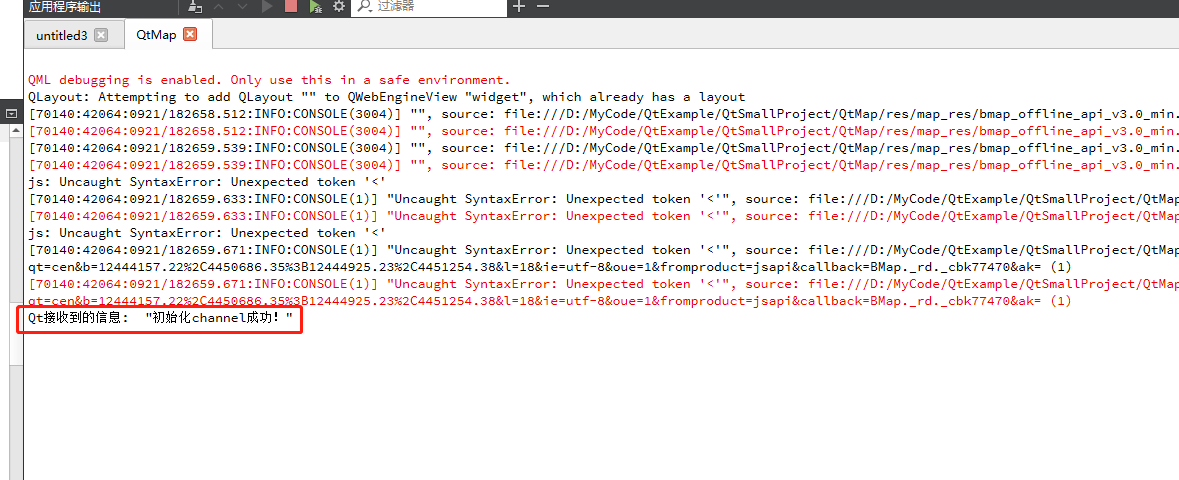 应用程序输出
过滤器
untitled3
QtMap
QML debugging is enabled. Only use this in a safe environment.
QLayout: Attempting to add QLayout "" to QWebEngineView "widget", which already has a layout
[70140:42064:0921/182658.512:INFO:CONSOLE(3004)] "", source: file:///D:/MyCode/QtExample/QtSmallProject/QtMap/res/map_res/bmap_offline_api_v3.0_min.
[70140:42064:0921/182658.512:INFO:CONSOLE(3004)] "", source: file:///D:/MyCode/QtExample/QtSmallProject/QtMap/res/map_res/bmap_offline_api_v3.0_min.
[70140:42064:0921/182659.539:INFO:CONSOLE(3004)] "", source: file:///D:/MyCode/QtExample/QtSmallProject/QtMap/res/map_res/bmap_offline_api_v3.0_min.
[70140:42064:0921/182659.539:INFO:CONSOLE(3004)] "", source: file:///D:/MyCode/QtExample/QtSmallProject/QtMap/res/map_res/bmap_offline_api_v3.0_min.
js: Uncaught SyntaxError: Unexpected token '<'
[70140:42064:0921/182659.633:INFO:CONSOLE(1)] "Uncaught SyntaxError: Unexpected token '<'", source: file:///D:/MyCode/QtExample/QtSmallProject/QtMap
[70140:42064:0921/182659.633:INFO:CONSOLE(1)] "Uncaught SyntaxError: Unexpected token '<'", source: file:///D:/MyCode/QtExample/QtSmallProject/QtMap
js: Uncaught SyntaxError: Unexpected token '<'
[70140:42064:0921/182659.671:INFO:CONSOLE(1)] "Uncaught SyntaxError: Unexpected token '<'", source: file:///D:/MyCode/QtExample/QtSmallProject/QtMap
qt=cen&b=12444157.22%2C4450686.35%3B12444925.23%2C4451254.38&l=18&ie=utf-8&oue=1&fromproduct=jsapi&callback=BMap._rd._cbk77470&ak= (1)
[70140:42064:0921/182659.671:INFO:CONSOLE(1)] "Uncaught SyntaxError: Unexpected token '<'", source: file:///D:/MyCode/QtExample/QtSmallProject/QtMap
qt=cen&b=12444157.22%2C4450686.35%3B12444925.23%2C4451254.38&l=18&ie=utf-8&oue=1&fromproduct=jsapi&callback=BMap._rd._cbk77470&ak= (1)
Qt接收到的信息： "初始化channel成功！"